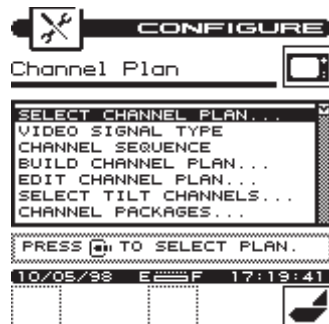 CONFIGURE
Channel Plan
SELECT CHANNEL PLAN...
VIDEO SIGNAL TYPE
CHANNEL SEQUENCE
BUILD CHANNEL PLAN...
EDIT CHANNEL PLAN...
SELECT TILT CHANNELS...
CHANNEL PACKAGES...
PRESS TO SELECT PLAN.
10/05/98 E F 17:19:41